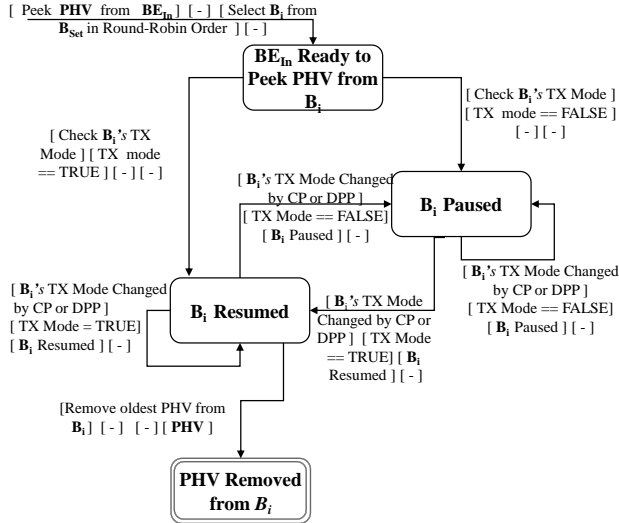 [ Peek PHV from BE_In ] [ - ] [ Select B_i from
B_Set in Round-Robin Order ] [ - ]
BE_In Ready to
Peek PHV from
B_i
[ Check B_i's TX
Mode ] [ TX mode
== TRUE ] [ - ] [ - ]
[ Check B_i's TX Mode ]
[ TX mode == FALSE ]
[ - ] [ - ]
[ B_i's TX Mode Changed
by CP or DPP ]
[ TX Mode == FALSE]
[ B_i Paused ] [ - ]
B_i Paused
[ B_i's TX Mode Changed
by CP or DPP ]
[ TX Mode == FALSE]
[ B_i Paused ] [ - ]
[ B_i's TX Mode Changed
by CP or DPP ]
[ TX Mode = TRUE]
[ B_i Resumed ] [ - ]
B_i Resumed
[ B_i's TX Mode
Changed by CP or
DPP ] [ TX Mode
== TRUE] [ B_i
Resumed ] [ - ]
[Remove oldest PHV from
B_i ] [ - ] [ - ] [ PHV ]
PHV Removed
from B_i